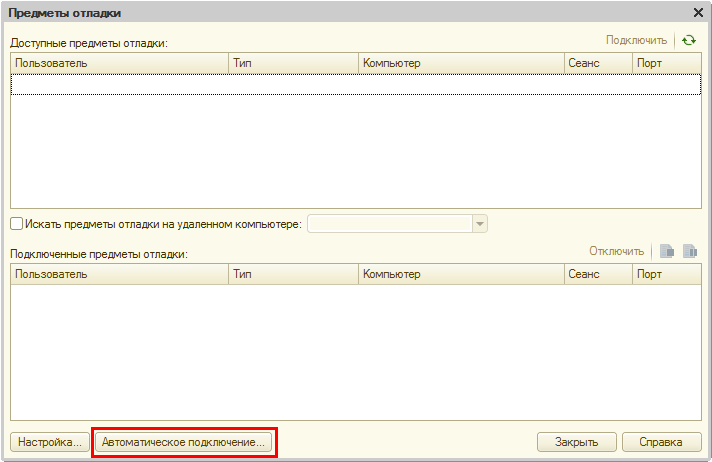 Предметы отладки
Доступные предметы отладки:
Подключить
Пользователь Тип Компьютер Сеанс Порт
Искать предметы отладки на удаленном компьютере:
Подключенные предметы отладки:
Отключить
Пользователь Тип Компьютер Сеанс Порт
Настройка... Автоматическое подключение... Закрыть Справка